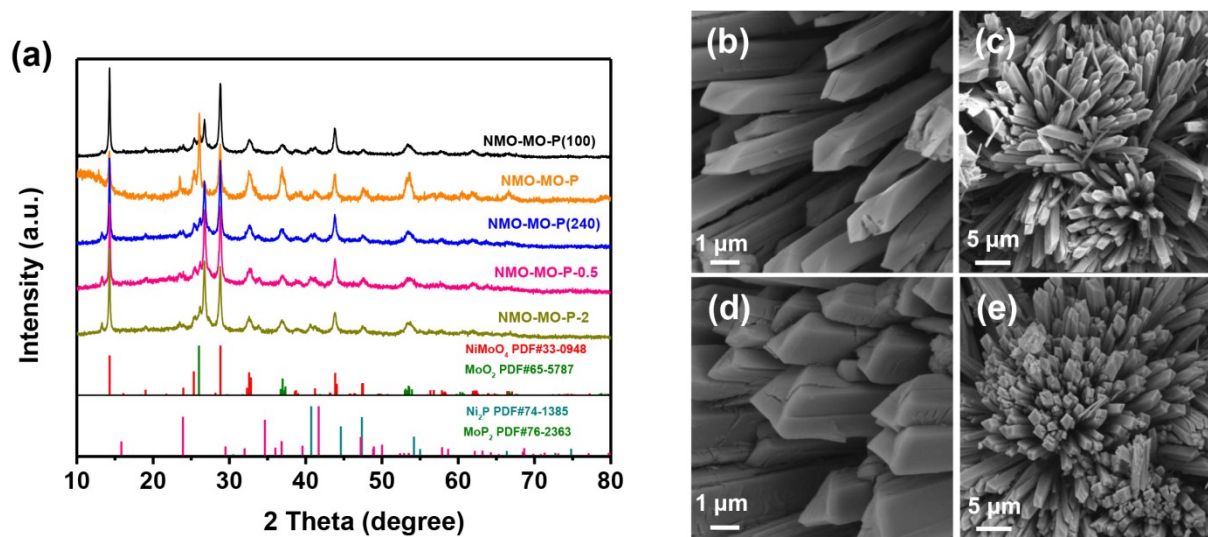 (a)
Intensity (a.u.)
NMO-MO-P(100)
NMO-MO-P
NMO-MO-P(240)
NMO-MO-P-0.5
NMO-MO-P-2
NiMoO₄ PDF#33-0948
MoO₂ PDF#65-5787
Ni₂P PDF#74-1385
MoP₂ PDF#76-2363
10 20 30 40 50 60 70 80
2 Theta (degree)
(b)
1 μm
(c)
5 μm
(d)
1 μm
(e)
5 μm